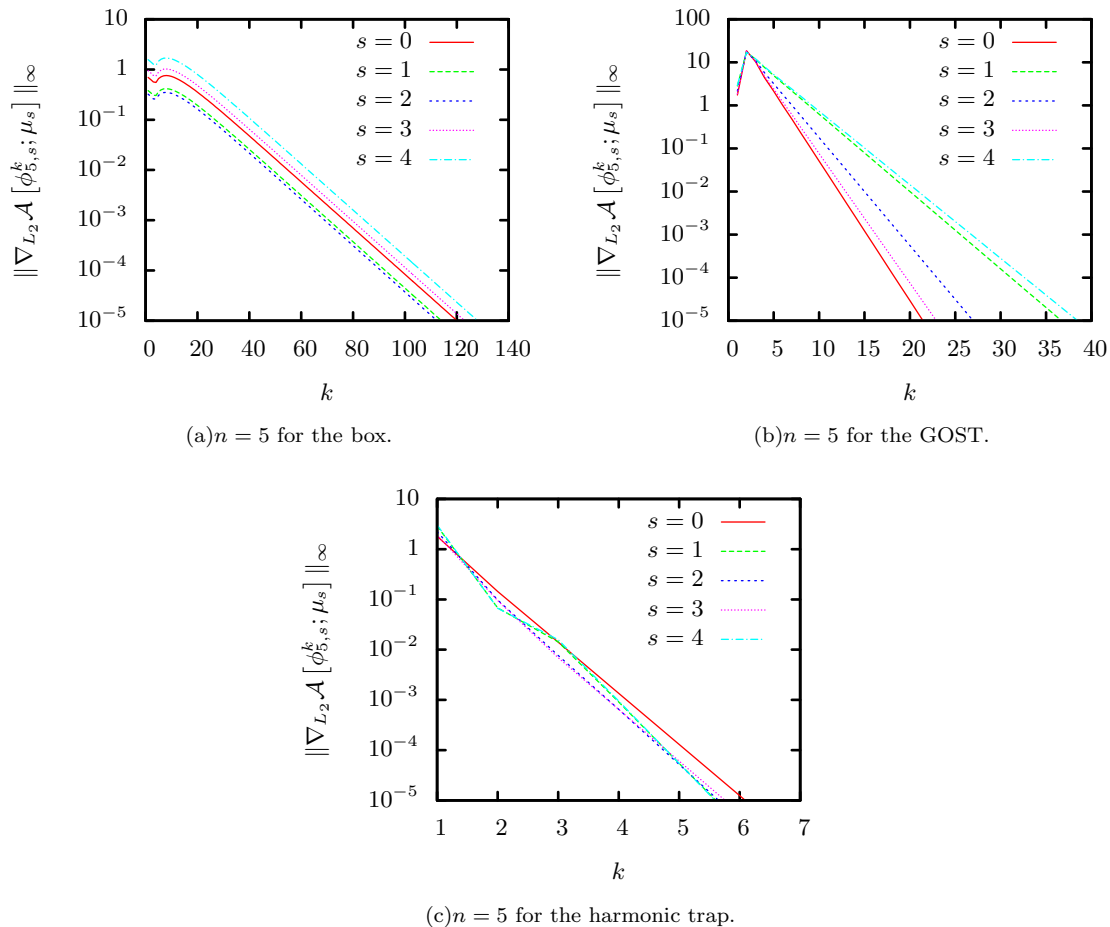 10
1
10⁻¹
10⁻²
10⁻³
10⁻⁴
10⁻⁵
0 20 40 60 80 100 120 140
k
‖∇_{L₂} 𝒜 [ϕ^k_{5,s}; μ_s] ‖_∞
s = 0
s = 1
s = 2
s = 3
s = 4
(a)n = 5 for the box.
100
10
1
10⁻¹
10⁻²
10⁻³
10⁻⁴
10⁻⁵
0 5 10 15 20 25 30 35 40
k
‖∇_{L₂} 𝒜 [ϕ^k_{5,s}; μ_s] ‖_∞
s = 0
s = 1
s = 2
s = 3
s = 4
(b)n = 5 for the GOST.
10
1
10⁻¹
10⁻²
10⁻³
10⁻⁴
10⁻⁵
1 2 3 4 5 6 7
k
‖∇_{L₂} 𝒜 [ϕ^k_{5,s}; μ_s] ‖_∞
s = 0
s = 1
s = 2
s = 3
s = 4
(c)n = 5 for the harmonic trap.